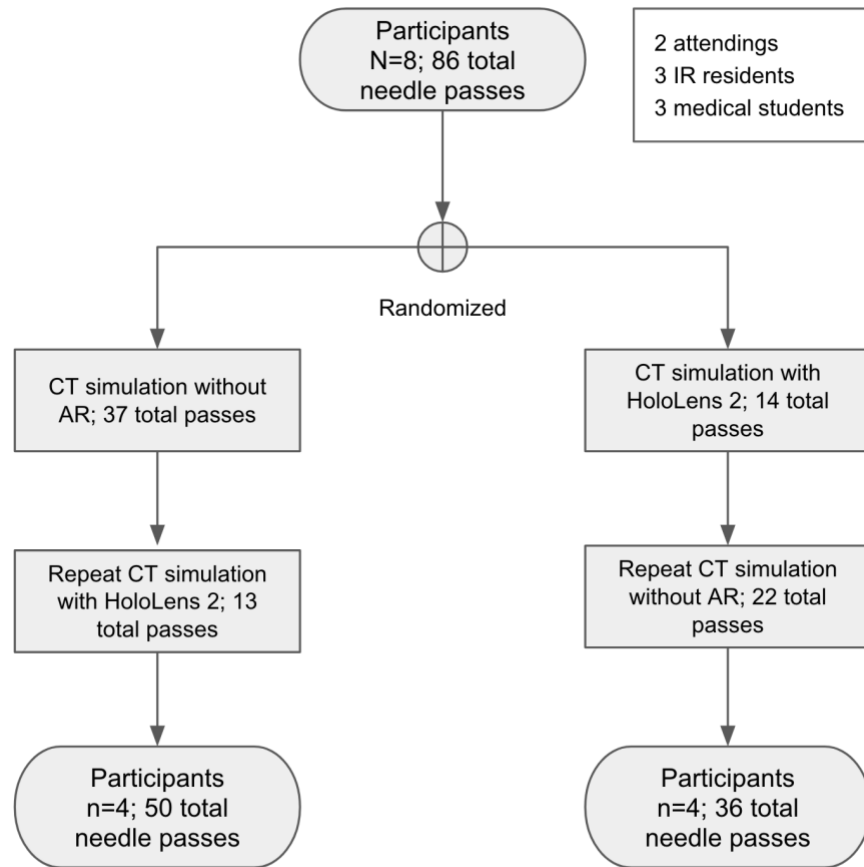 Participants
N=8; 86 total
needle passes
2 attendings
3 IR residents
3 medical students
Randomized
CT simulation without
AR; 37 total passes
CT simulation with
HoloLens 2; 14 total
passes
Repeat CT simulation
with HoloLens 2; 13
total passes
Repeat CT simulation
without AR; 22 total
passes
Participants
n=4; 50 total
needle passes
Participants
n=4; 36 total
needle passes